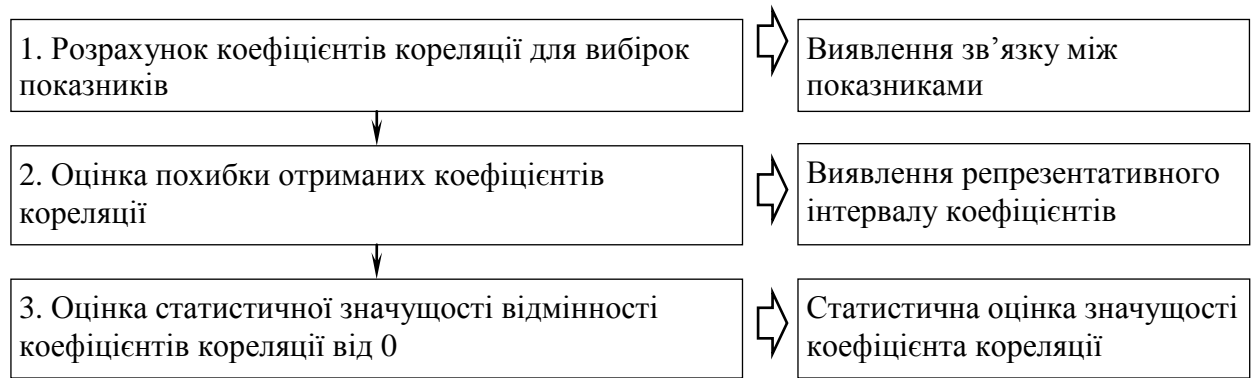 1. Розрахунок коефіцієнтів кореляції для вибірок
показників
Виявлення зв’язку між
показниками
2. Оцінка похибки отриманих коефіцієнтів
кореляції
Виявлення репрезентативного
інтервалу коефіцієнтів
3. Оцінка статистичної значущості відмінності
коефіцієнтів кореляції від 0
Статистична оцінка значущості
коефіцієнта кореляції